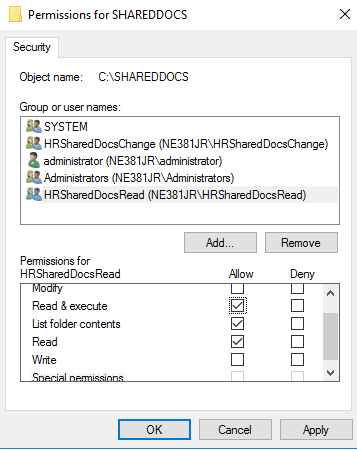 Permissions for SHAREDDOCS
Security
Object name: C:\SHAREDDOCS
Group or user names:
SYSTEM
HRSharedDocsChange (NE381JR\HRSharedDocsChange)
administrator (NE381JR\administrator)
Administrators (NE381JR\Administrators)
HRSharedDocsRead (NE381JR\HRSharedDocsRead)
Add... Remove
Permissions for
HRSharedDocsRead Allow Deny
Modify
Read & execute
List folder contents
Read
Write
Special permissions
OK Cancel Apply